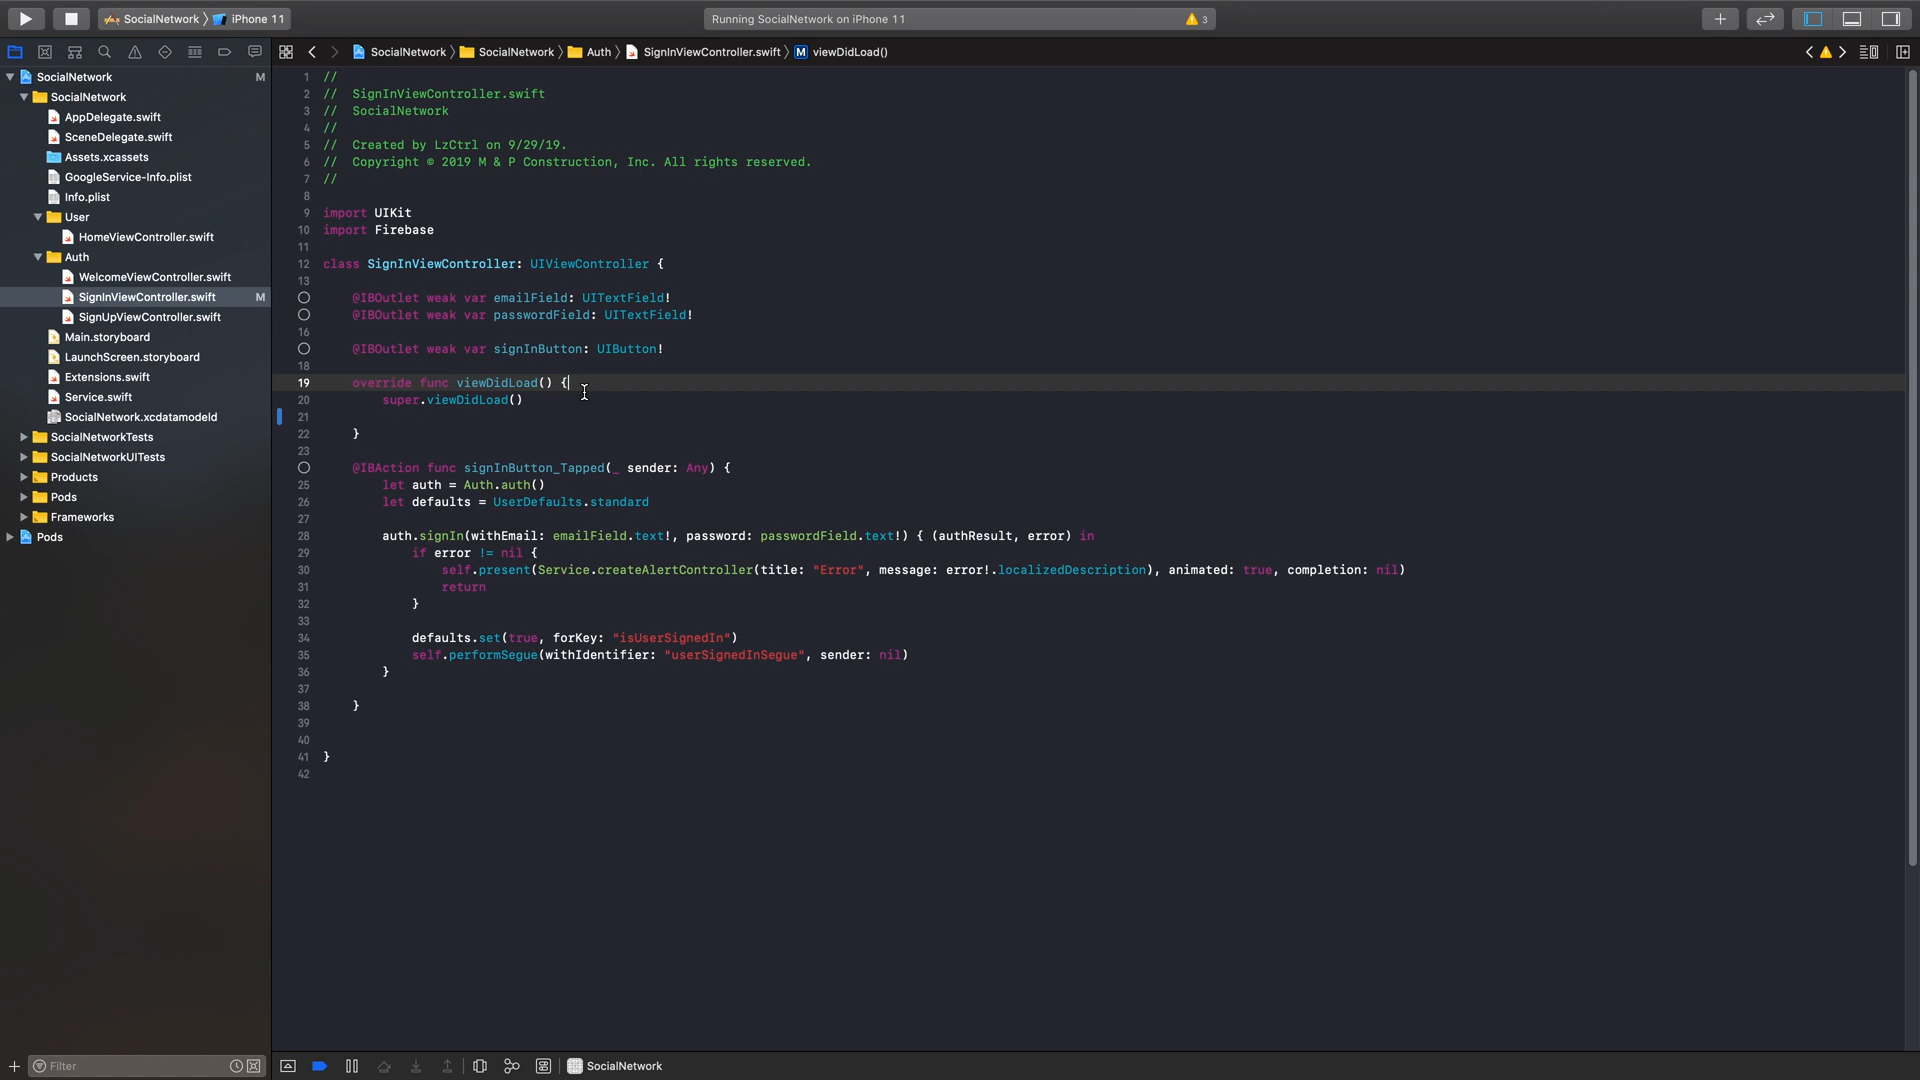 SocialNetwork › iPhone 11
Running SocialNetwork on iPhone 11
3
SocialNetwork › SocialNetwork › Auth › SignInViewController.swift › M viewDidLoad()
SocialNetwork M
SocialNetwork
AppDelegate.swift
SceneDelegate.swift
Assets.xcassets
GoogleService-Info.plist
Info.plist
User
HomeViewController.swift
Auth
WelcomeViewController.swift
SignInViewController.swift M
SignUpViewController.swift
Main.storyboard
LaunchScreen.storyboard
Extensions.swift
Service.swift
SocialNetwork.xcdatamodeld
SocialNetworkTests
SocialNetworkUITests
Products
Pods
Frameworks
Pods
Filter
1 //
2 //  SignInViewController.swift
3 //  SocialNetwork
4 //
5 //  Created by LzCtrl on 9/29/19.
6 //  Copyright © 2019 M & P Construction, Inc. All rights reserved.
7 //
8
9 import UIKit
10 import Firebase
11
12 class SignInViewController: UIViewController {
13
@IBOutlet weak var emailField: UITextField!
@IBOutlet weak var passwordField: UITextField!
16
@IBOutlet weak var signInButton: UIButton!
18
19 override func viewDidLoad() {
20 super.viewDidLoad()
21
22 }
23
@IBAction func signInButton_Tapped(_ sender: Any) {
25 let auth = Auth.auth()
26 let defaults = UserDefaults.standard
27
28 auth.signIn(withEmail: emailField.text!, password: passwordField.text!) { (authResult, error) in
29 if error != nil {
30 self.present(Service.createAlertController(title: "Error", message: error!.localizedDescription), animated: true, completion: nil)
31 return
32 }
33
34 defaults.set(true, forKey: "isUserSignedIn")
35 self.performSegue(withIdentifier: "userSignedInSegue", sender: nil)
36 }
37
38 }
39
40
41 }
42
SocialNetwork